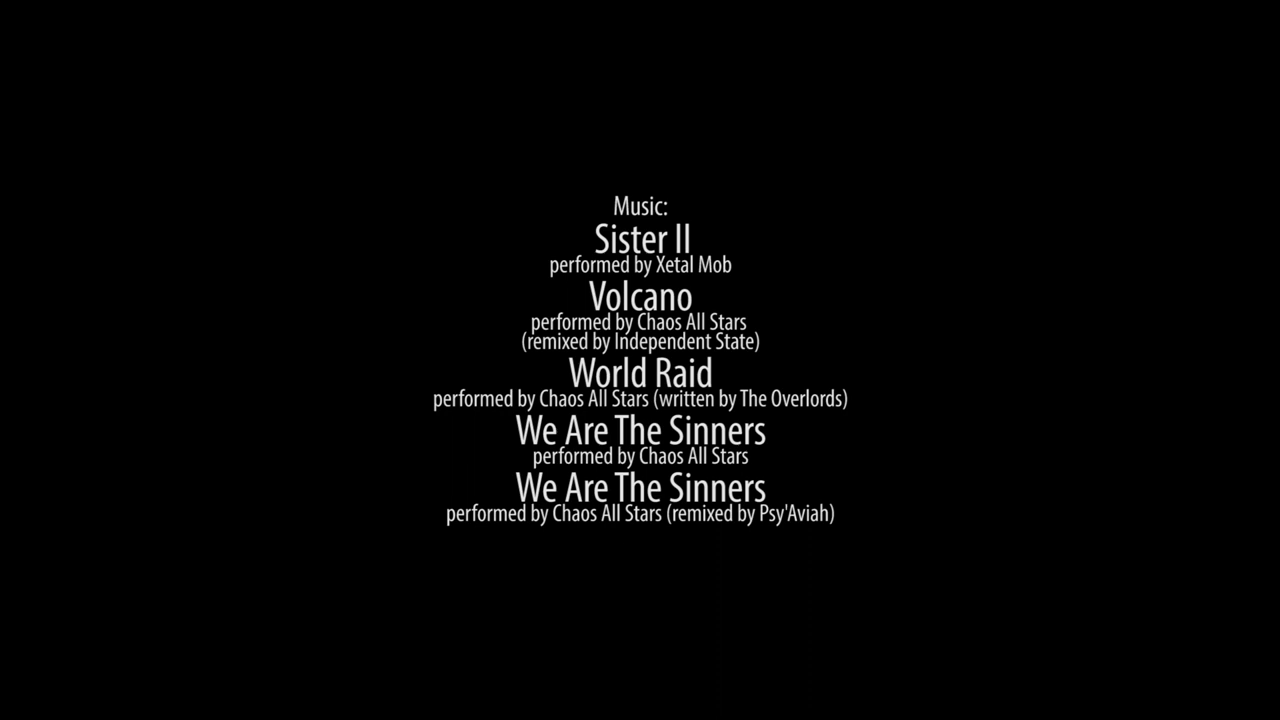 Music:
Sister II
performed by Xetal Mob
Volcano
performed by Chaos All Stars
(remixed by Independent State)
World Raid
performed by Chaos All Stars (written by The Overlords)
We Are The Sinners
performed by Chaos All Stars
We Are The Sinners
performed by Chaos All Stars (remixed by Psy'Aviah)